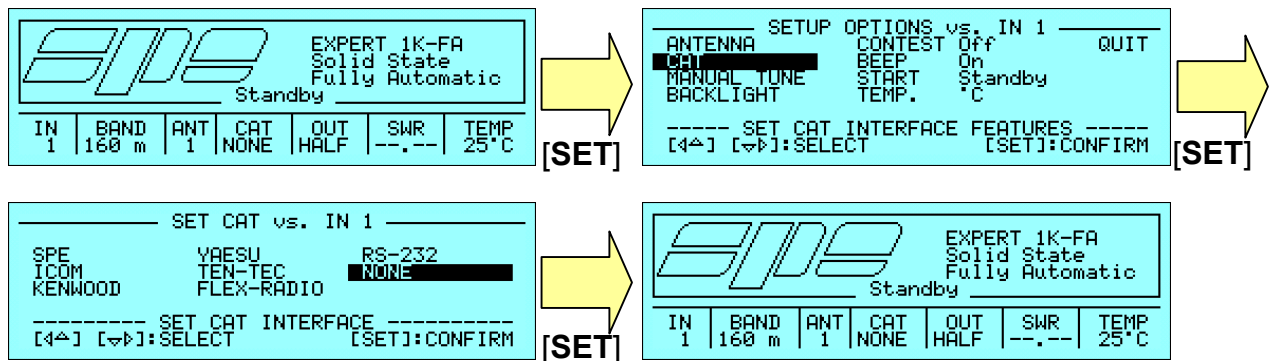 spe
EXPERT 1K-FA
Solid State
Fully Automatic
Standby
IN BAND ANT CAT OUT SWR TEMP
1 160 m 1 NONE HALF --.-- 25°C
[SET]
SETUP OPTIONS vs. IN 1
ANTENNA CONTEST Off QUIT
CAT BEEP On
MANUAL TUNE START Standby
BACKLIGHT TEMP. °C
----- SET CAT INTERFACE FEATURES -----
[◁△] [▽▷]:SELECT [SET]:CONFIRM
[SET]
SET CAT vs. IN 1
SPE YAESU RS-232
ICOM TEN-TEC NONE
KENWOOD FLEX-RADIO
--------- SET CAT INTERFACE ---------
[◁△] [▽▷]:SELECT [SET]:CONFIRM
[SET]
spe
EXPERT 1K-FA
Solid State
Fully Automatic
Standby
IN BAND ANT CAT OUT SWR TEMP
1 160 m 1 NONE HALF --.-- 25°C